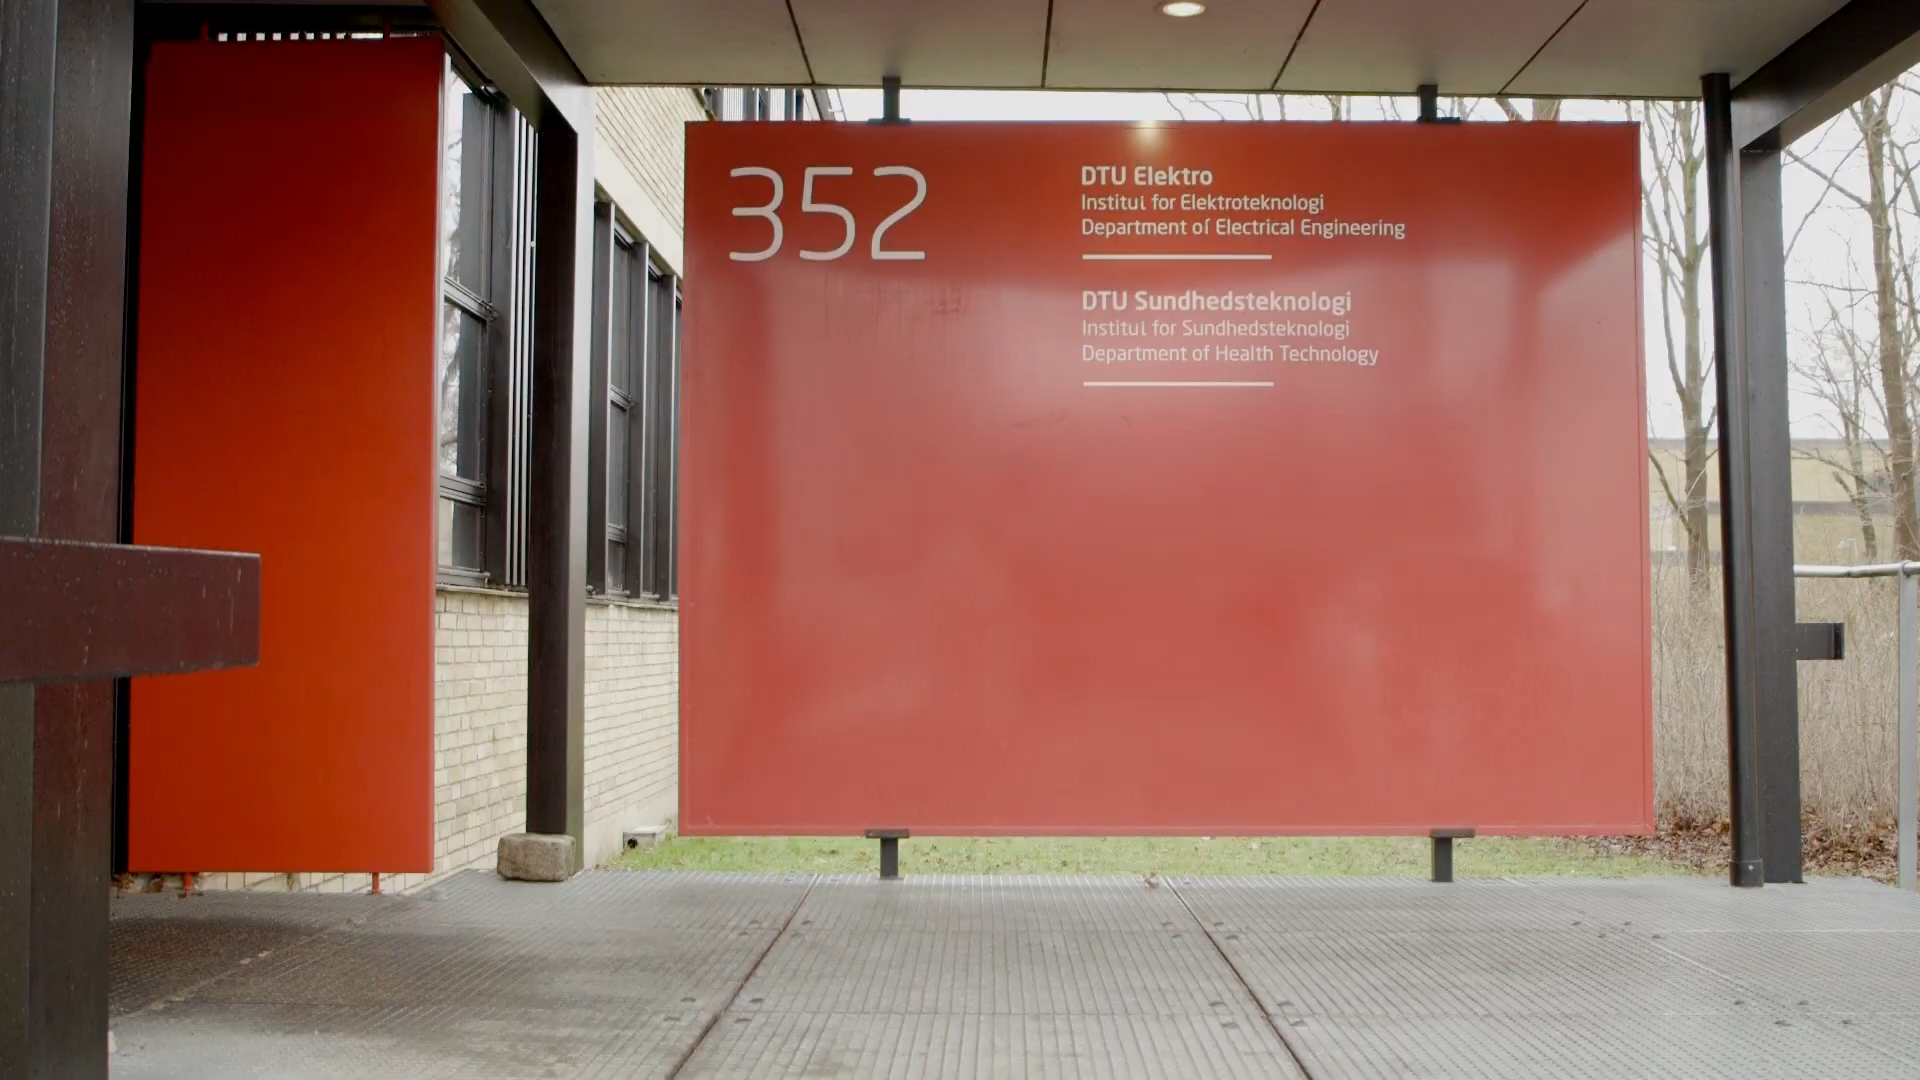 352
DTU Elektro
Institut for Elektroteknologi
Department of Electrical Engineering
DTU Sundhedsteknologi
Institut for Sundhedsteknologi
Department of Health Technology